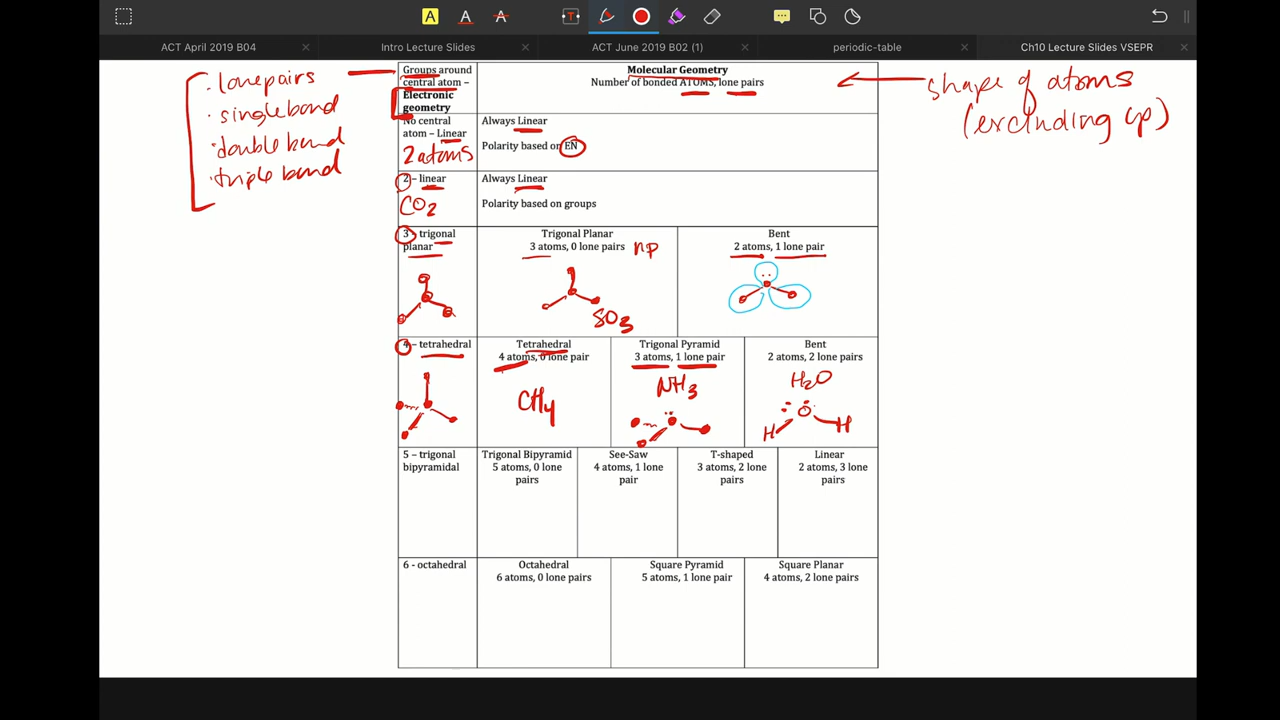 ACT April 2019 B04
Intro Lecture Slides
ACT June 2019 B02 (1)
periodic-table
Ch10 Lecture Slides VSEPR
· lone pairs
· single bond
· double bond
· triple bond
Groups around
central atom –
Electronic
geometry
Molecular Geometry
Number of bonded ATOMS, lone pairs
shape of atoms
(excluding lp)
No central
atom – Linear
2 atoms
Always Linear
Polarity based on EN
2 – linear
CO2
Always Linear
Polarity based on groups
3 – trigonal
planar
Trigonal Planar
3 atoms, 0 lone pairs
np
SO3
Bent
2 atoms, 1 lone pair
4 – tetrahedral
Tetrahedral
4 atoms, 0 lone pair
CH4
Trigonal Pyramid
3 atoms, 1 lone pair
NH3
Bent
2 atoms, 2 lone pairs
H2O
O
H H
5 – trigonal
bipyramidal
Trigonal Bipyramid
5 atoms, 0 lone
pairs
See-Saw
4 atoms, 1 lone
pair
T-shaped
3 atoms, 2 lone
pairs
Linear
2 atoms, 3 lone
pairs
6 - octahedral
Octahedral
6 atoms, 0 lone pairs
Square Pyramid
5 atoms, 1 lone pair
Square Planar
4 atoms, 2 lone pairs